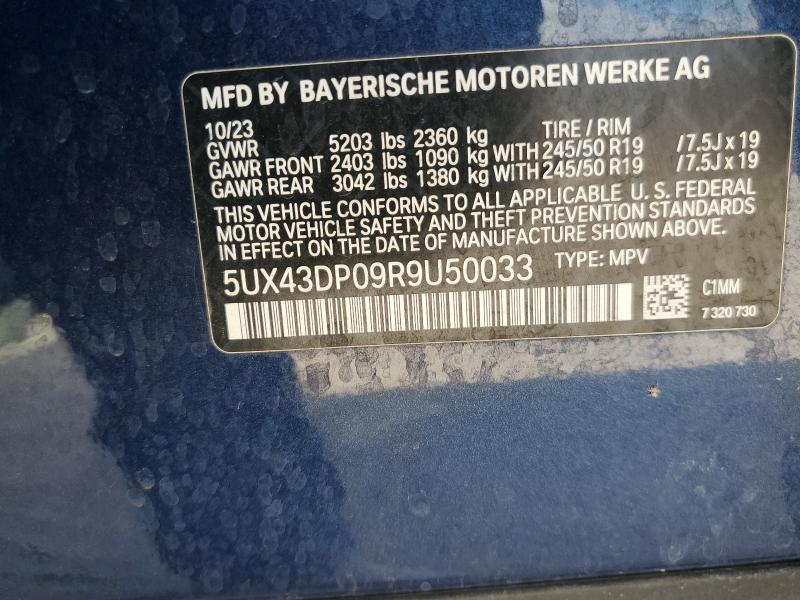 MFD BY BAYERISCHE MOTOREN WERKE AG
10/23 TIRE / RIM
GVWR 5203 lbs 2360 kg
GAWR FRONT 2403 lbs 1090 kg WITH 245/50 R19 /7.5J x 19
GAWR REAR 3042 lbs 1380 kg WITH 245/50 R19 /7.5J x 19
THIS VEHICLE CONFORMS TO ALL APPLICABLE U. S. FEDERAL
MOTOR VEHICLE SAFETY AND THEFT PREVENTION STANDARDS
IN EFFECT ON THE DATE OF MANUFACTURE SHOWN ABOVE.
5UX43DP09R9U50033 TYPE: MPV
C1MM
7 320 730